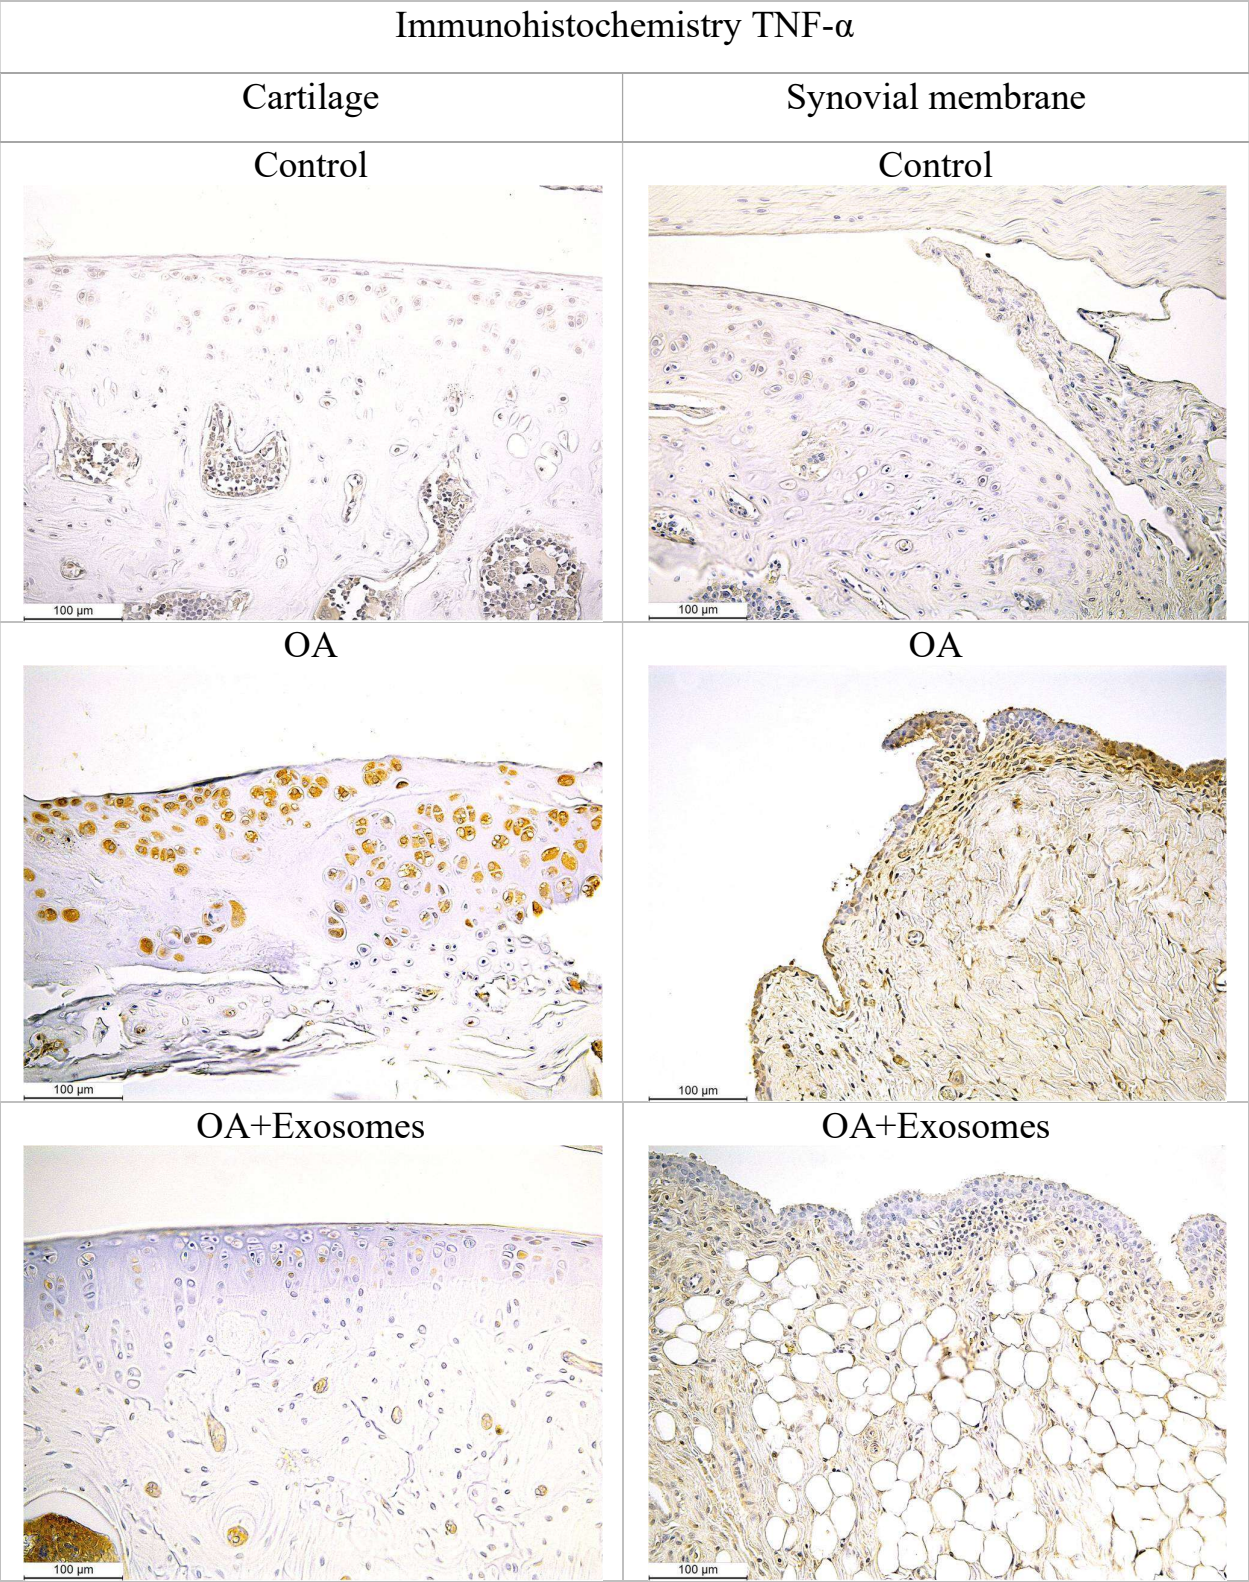 Immunohistochemistry TNF-α
Cartilage
Synovial membrane
Control
Control
100 µm
100 µm
OA
OA
100 µm
100 µm
OA+Exosomes
OA+Exosomes
100 µm
100 µm